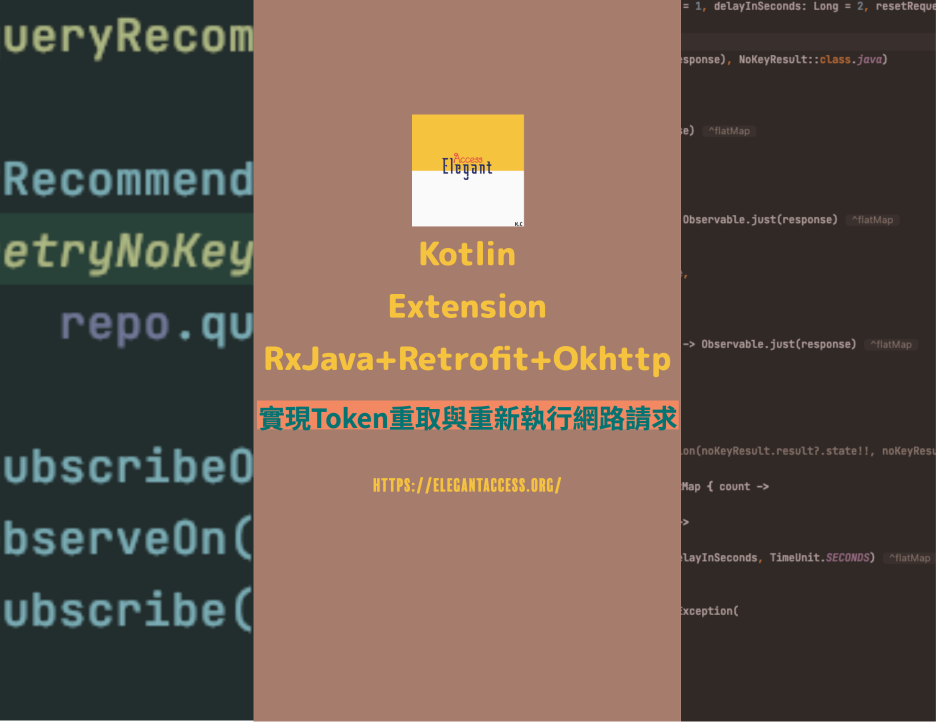 ueryRecom
Recommend
etryNoKey
repo.qu
ubscribeO
bserveOn(
ubscribe(
Access
Elegant
K.C
Kotlin
Extension
RxJava+Retrofit+Okhttp
實現Token重取與重新執行網路請求
HTTPS://ELEGANTACCESS.ORG/
= 1, delayInSeconds: Long = 2, resetReque
sponse), NoKeyResult::class.java)
se) ^flatMap
Observable.just(response) ^flatMap
,
-> Observable.just(response) ^flatMap
ion(noKeyResult.result?.state!!, noKeyResu
Map { count ->
>
elayInSeconds, TimeUnit.SECONDS) ^flatMap
Exception(